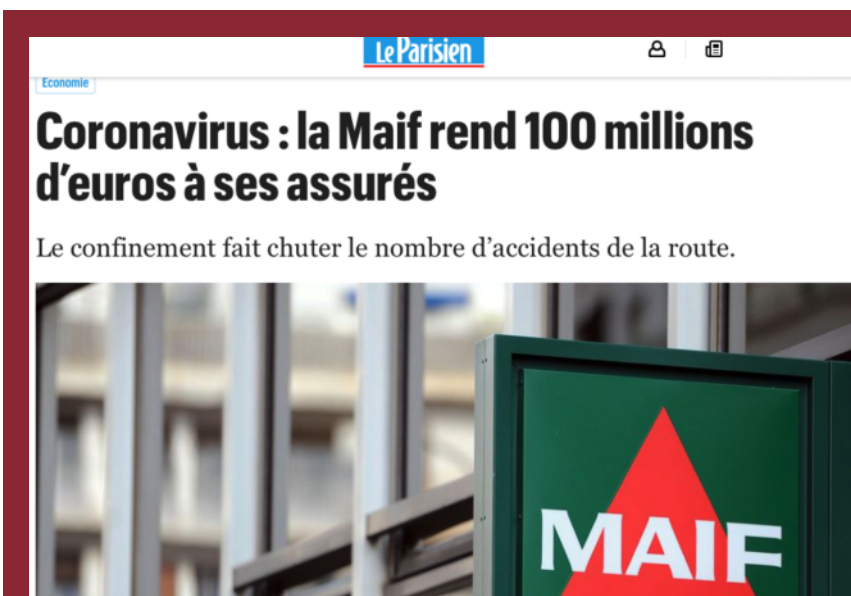 Le Parisien
Economie
Coronavirus : la Maif rend 100 millions
d’euros à ses assurés
Le confinement fait chuter le nombre d’accidents de la route.
MAIF